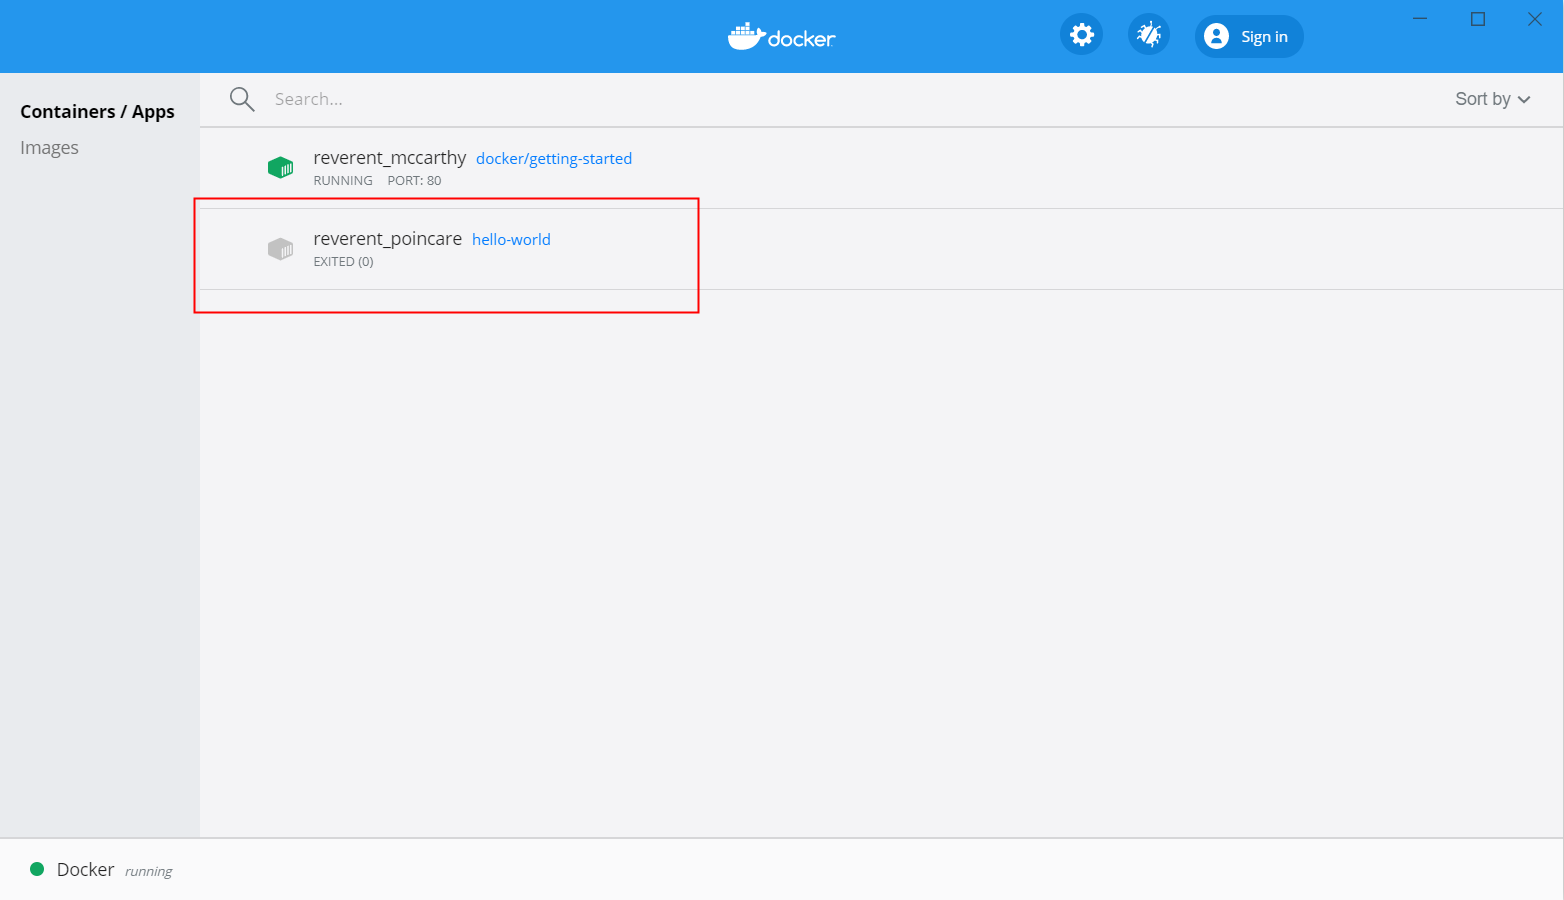 docker
Sign in
Containers / Apps
Images
Search...
Sort by
reverent_mccarthy docker/getting-started
RUNNING PORT: 80
reverent_poincare hello-world
EXITED (0)
Docker running